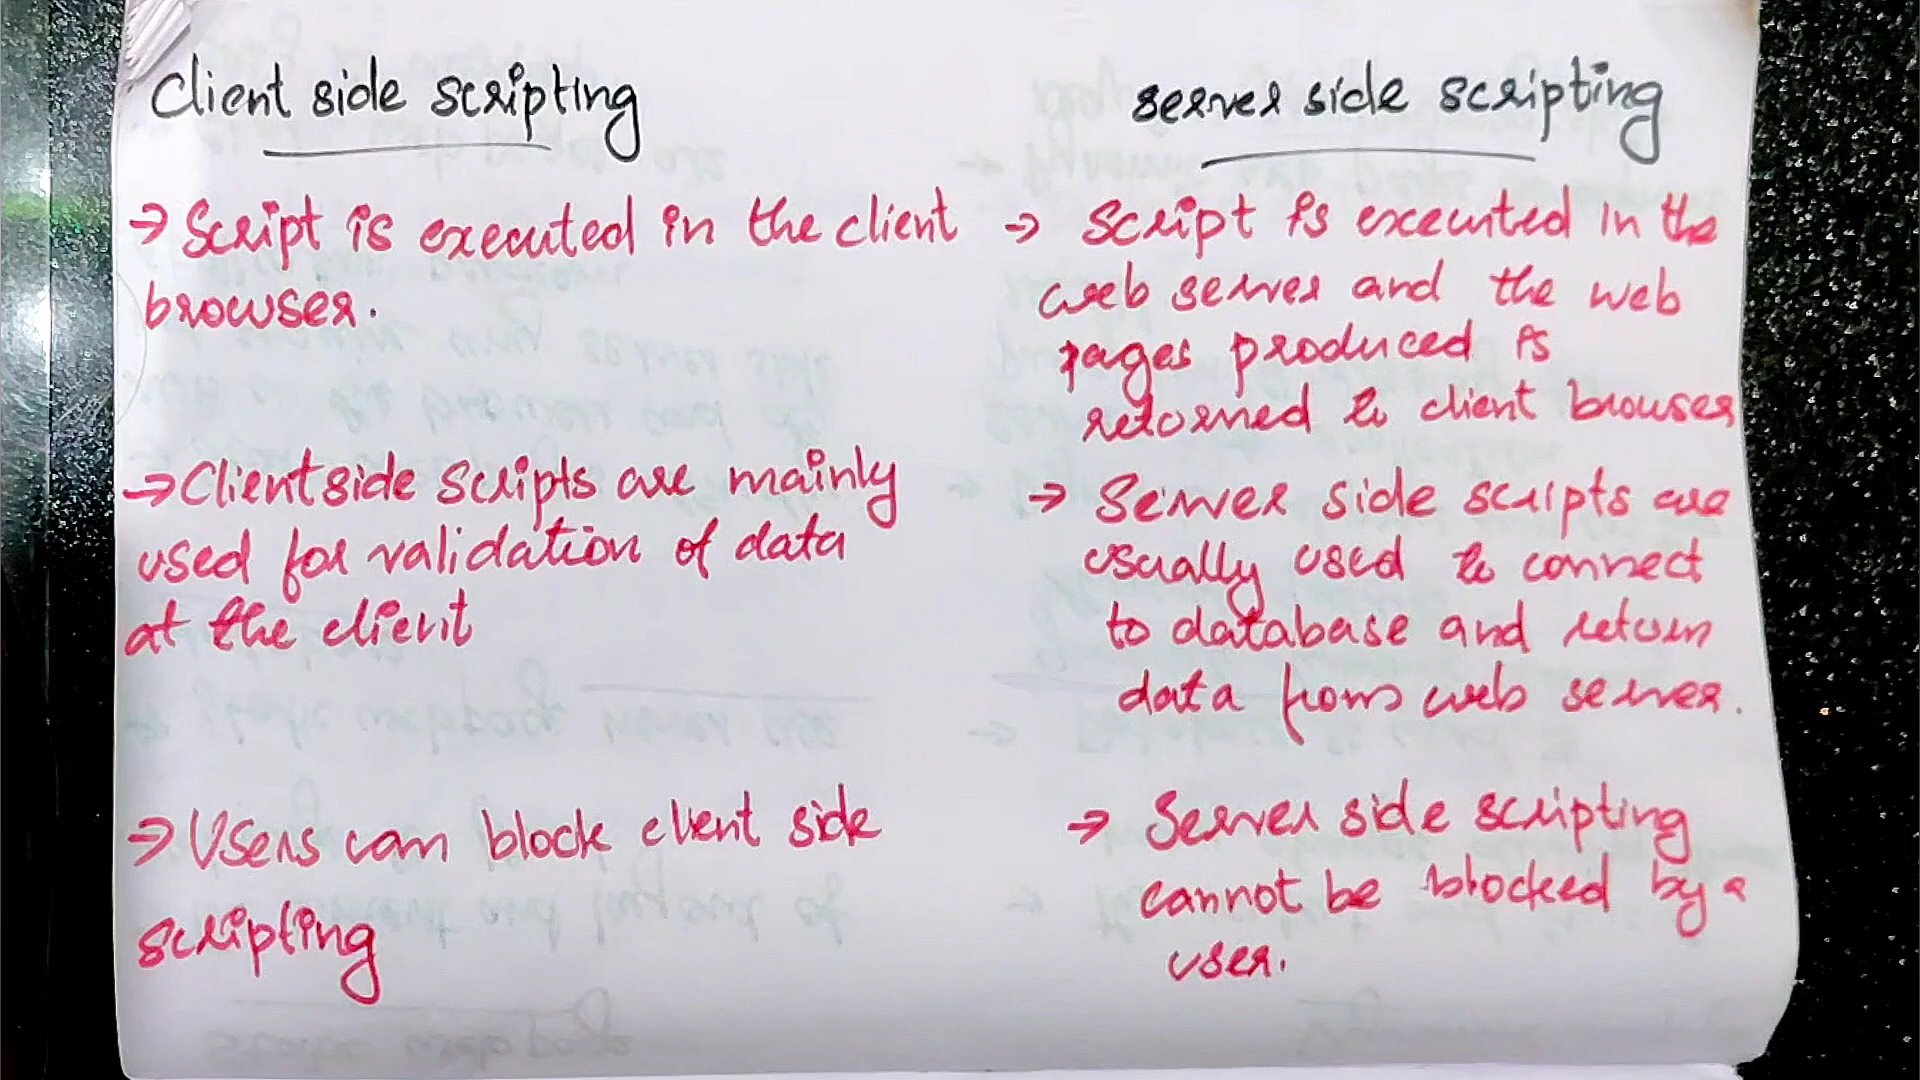 Client side scripting
→ Script is executed in the client
browser.
→ Client side scripts are mainly
used for validation of data
at the client
→ Users can block client side
scripting
server side scripting
→ Script is executed in the
web server and the web
pages produced is
returned to client browser
→ Server side scripts are
usually used to connect
to database and return
data from web server.
→ Server side scripting
cannot be blocked by a
user.